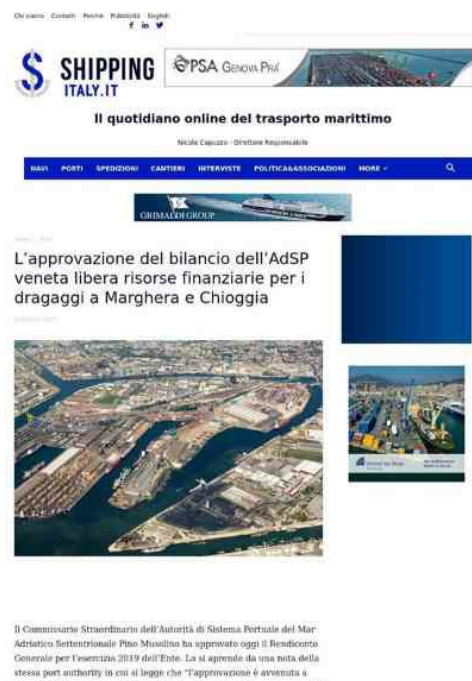 Chi siamo Contatti Perché Pubblicità English
SHIPPING
ITALY.IT
PSA GENOVA PRA'
Il quotidiano online del trasporto marittimo
Nicola Capuzzo - Direttore Responsabile
NAVI PORTI SPEDIZIONI CANTIERI INTERVISTE POLITICA&ASSOCIAZIONI MORE
GRIMALDI GROUP
L'approvazione del bilancio dell'AdSP
veneta libera risorse finanziarie per i
dragaggi a Marghera e Chioggia
Il Commissario Straordinario dell'Autorità di Sistema Portuale del Mar
Adriatico Settentrionale Pino Musolino ha approvato oggi il Rendiconto
Generale per l'esercizio 2019 dell'Ente. Lo si apprende da una nota della
stessa port authority in cui si legge che "l'approvazione è avvenuta a